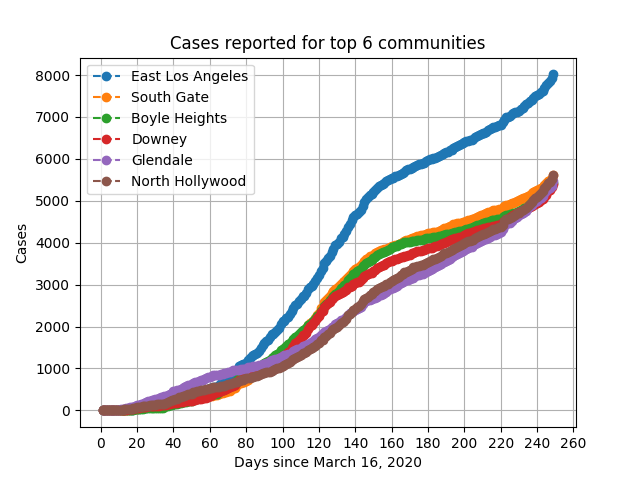 Cases reported for top 6 communities
East Los Angeles
South Gate
Boyle Heights
Downey
Glendale
North Hollywood
8000
7000
6000
5000
4000
3000
2000
1000
0
Cases
0 20 40 60 80 100 120 140 160 180 200 220 240 260
Days since March 16, 2020